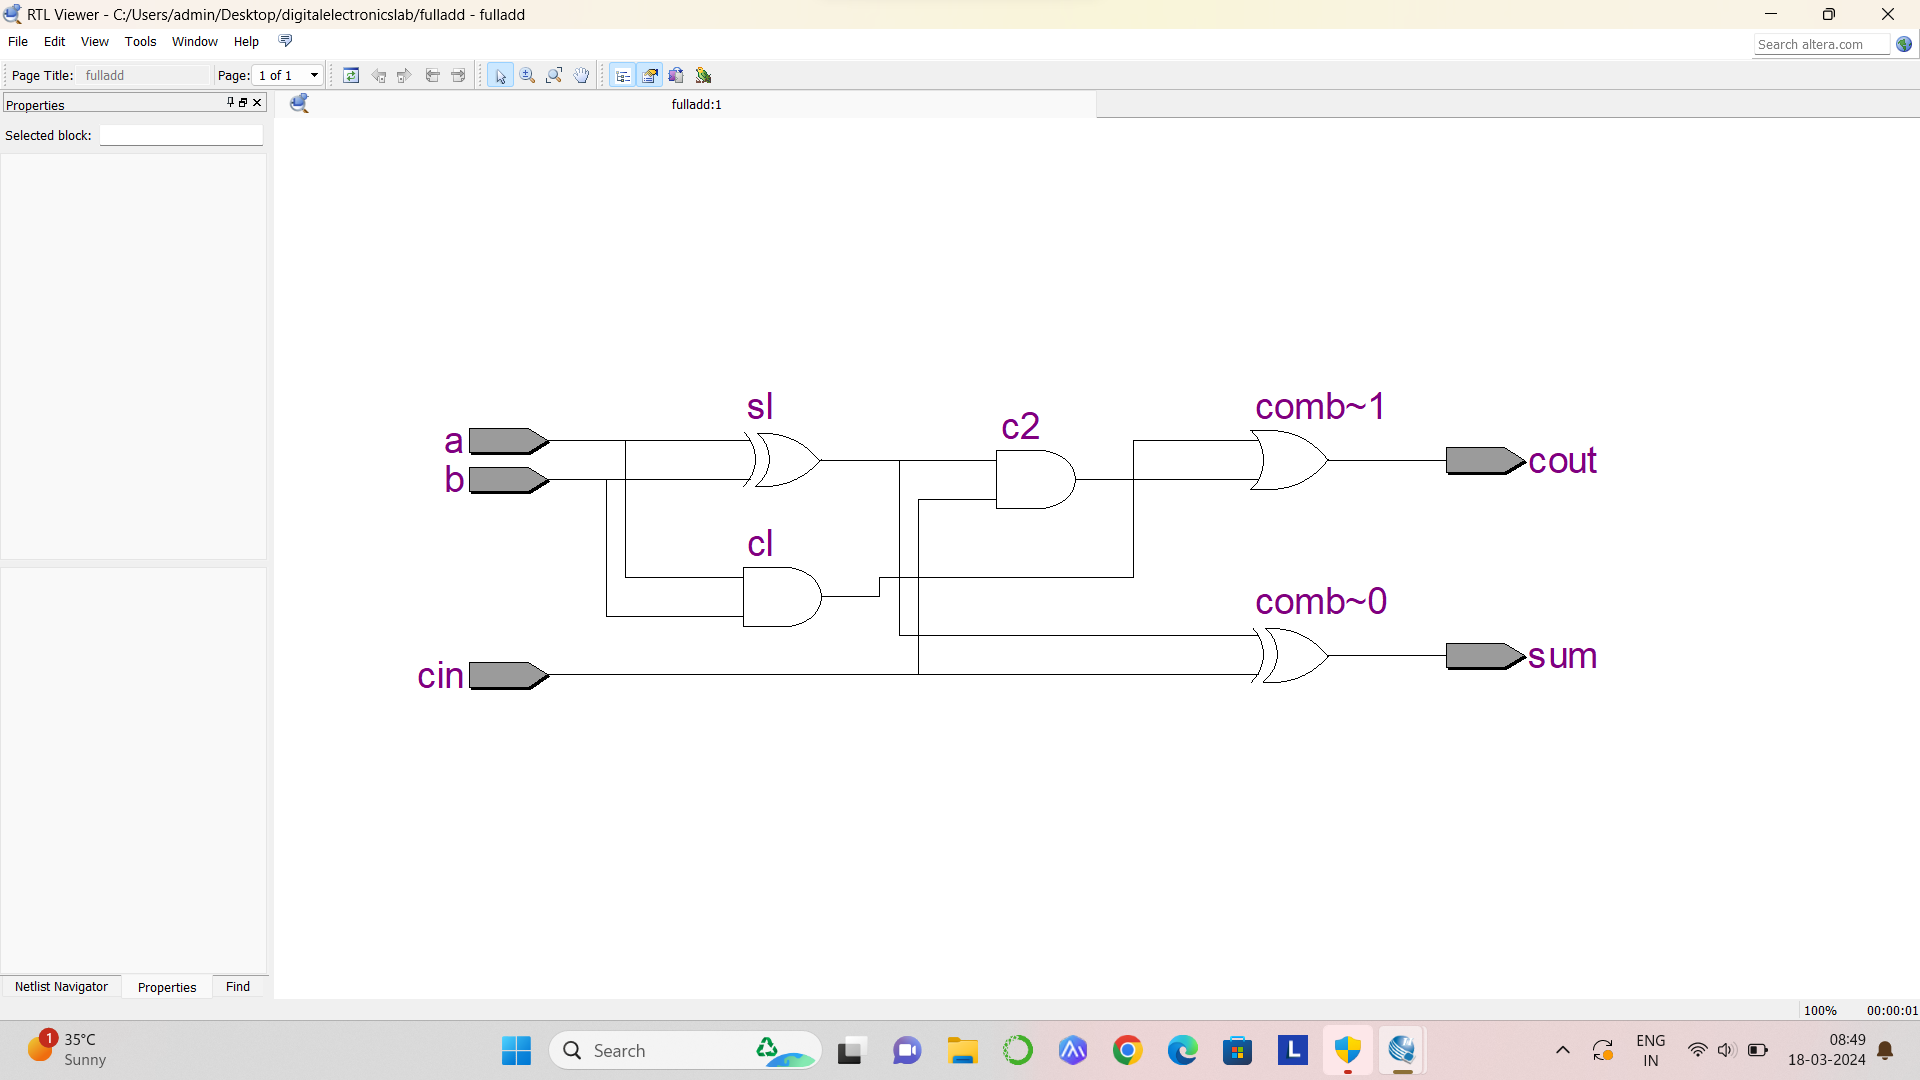 RTL Viewer - C:/Users/admin/Desktop/digitalelectronicslab/fulladd - fulladd
File Edit View Tools Window Help
Search altera.com
Page Title: fulladd Page: 1 of 1
Properties
fulladd:1
Selected block:
sl
comb~1
c2
a
cout
b
cl
comb~0
sum
cin
Netlist Navigator Properties Find
100% 00:00:01
1
35°C
Sunny
Search
L
ENG
IN
08:49
18-03-2024